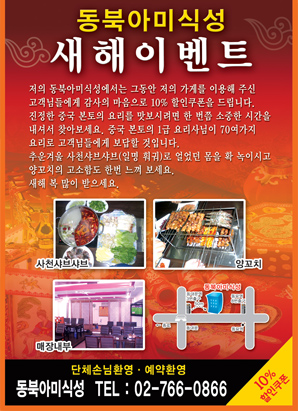 동북아미식성
새해이벤트
저의 동북아미식성에서는 그동안 저의 가게를 이용해 주신
고객님들에게 감사의 마음으로 10% 할인쿠폰을 드립니다.
진정한 중국 본토의 요리를 맛보시려면 한 번쯤 소중한 시간을
내셔서 찾아보세요. 중국 본토의 1급 요리사님이 70여가지
요리로 고객님들에게 보답할 것입니다.
추운겨울 사천샤브샤브(일명 훠궈)로 얼었던 몸을 확 녹이시고
양꼬치의 고소함도 한번 느껴 보세요.
새해 복 많이 받으세요.
사천샤브샤브
양꼬치
매장내부
동북아미식성
단체손님환영·예약환영
동북아미식성 TEL : 02-766-0866
10%
할인쿠폰